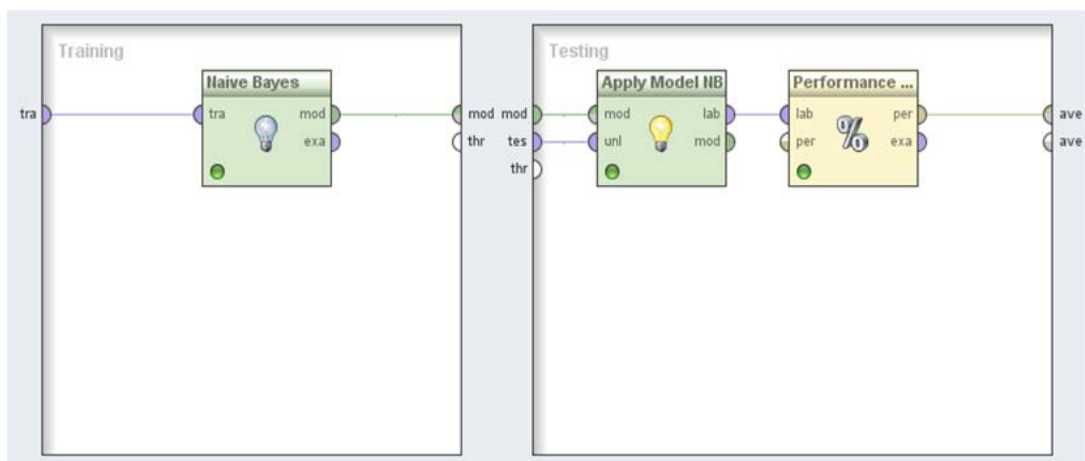 Training
Testing
Naive Bayes
Apply Model NB
Performance ...
tra
tra
mod
mod
mod
mod
lab
lab
per
ave
exa
thr
tes
unl
mod
per
exa
ave
thr